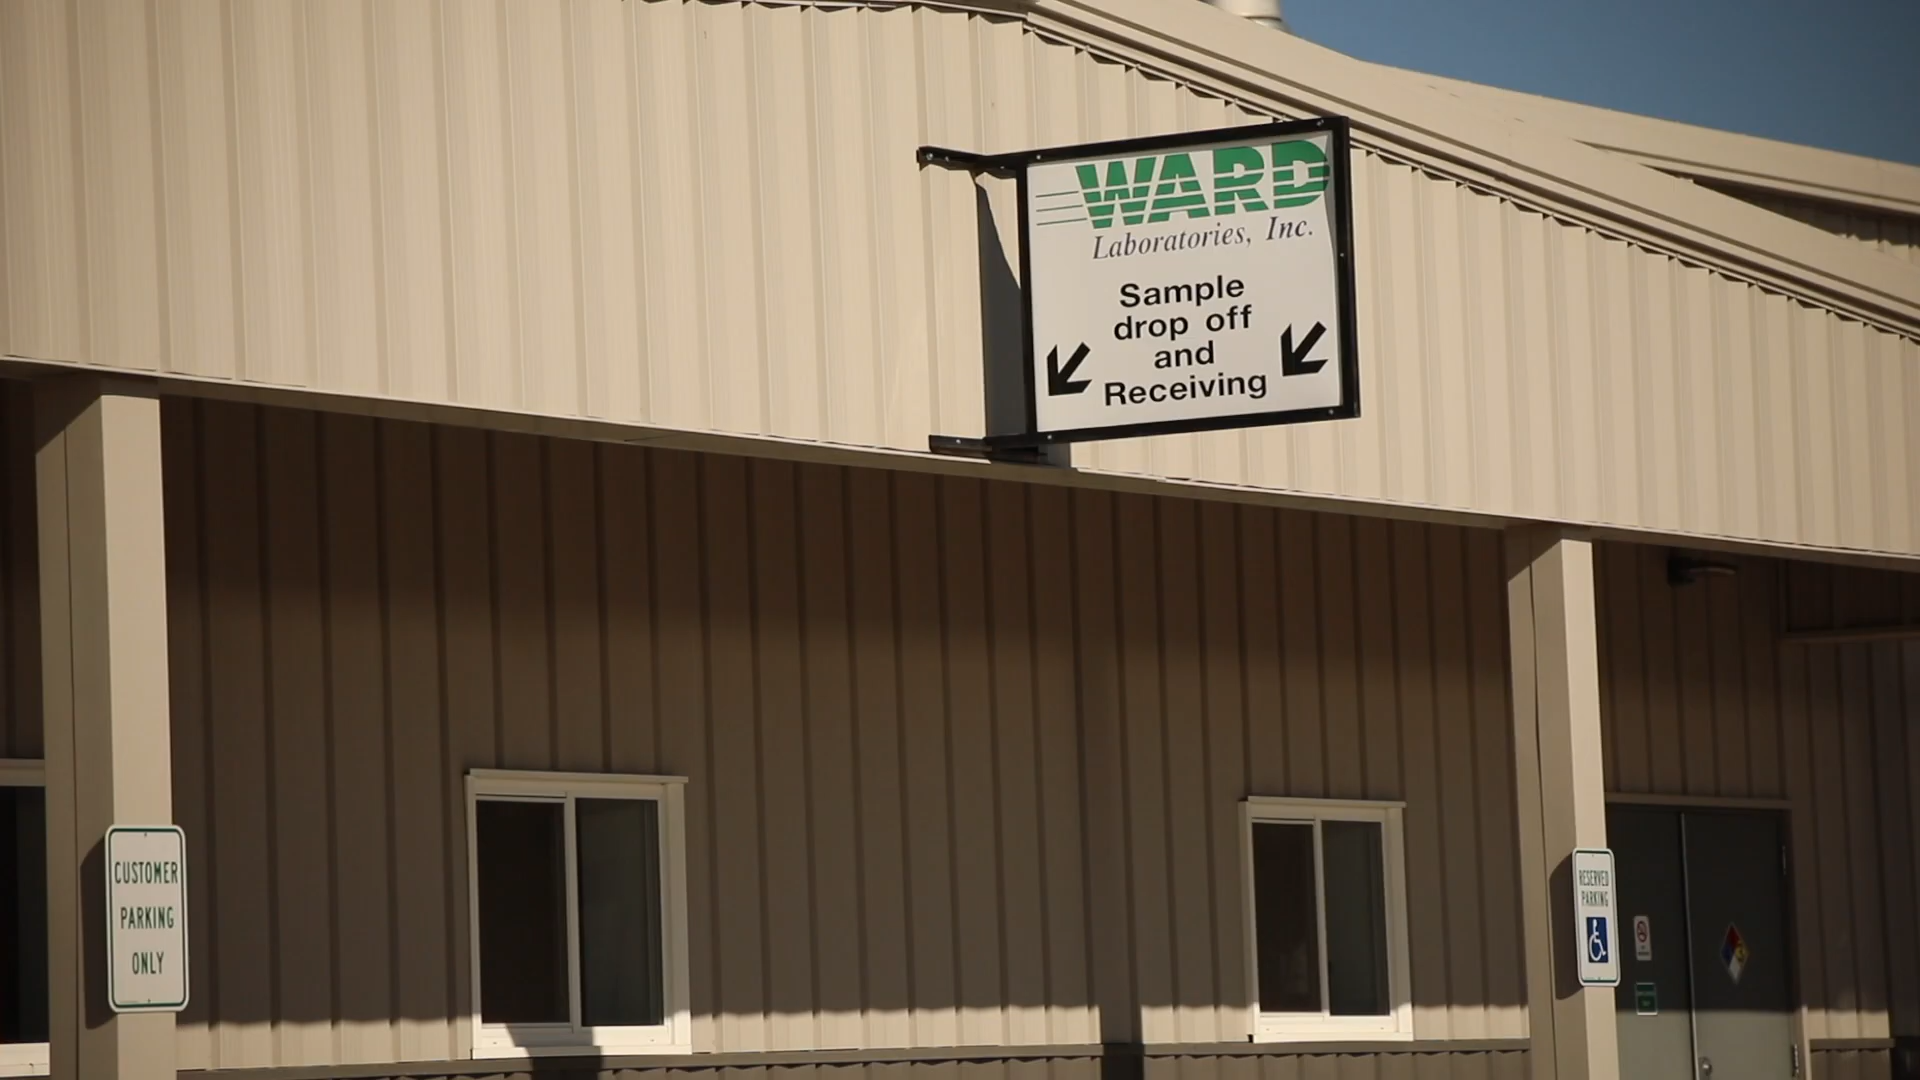 WARD
Laboratories, Inc.
Sample
drop off
and
Receiving
CUSTOMER
PARKING
ONLY
RESERVED
PARKING